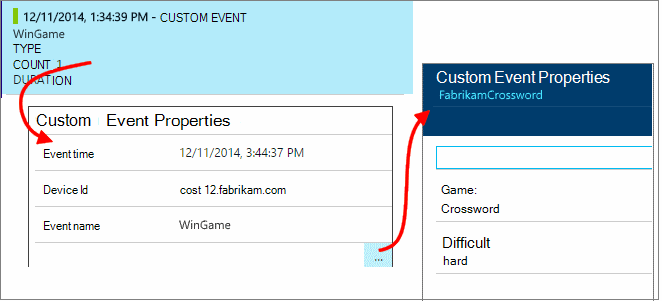 12/11/2014, 1:34:39 PM - CUSTOM EVENT
WinGame
TYPE
COUNT 1
DURATION
Custom Event Properties
Event time 12/11/2014, 3:44:37 PM
Device Id cost 12.fabrikam.com
Event name WinGame
...
Custom Event Properties
FabrikamCrossword
Game:
Crossword
Difficult
hard